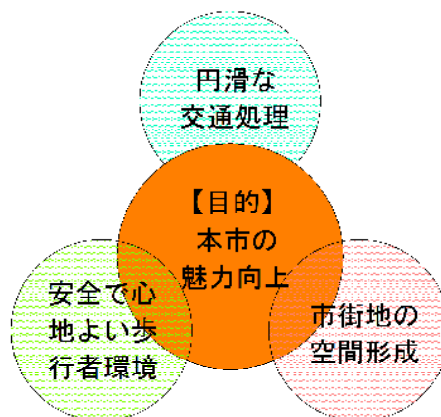 円滑な
交通処理
【目的】
本市の
魅力向上
安全で心
地よい歩
行者環境
市街地の
空間形成